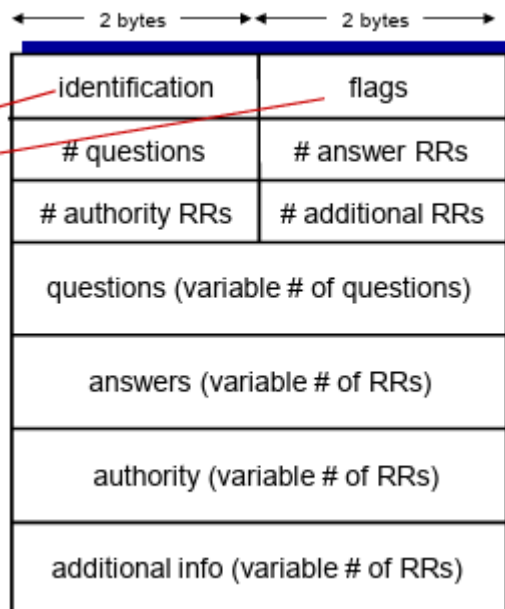 2 bytes 2 bytes
identification flags
# questions # answer RRs
# authority RRs # additional RRs
questions (variable # of questions)
answers (variable # of RRs)
authority (variable # of RRs)
additional info (variable # of RRs)